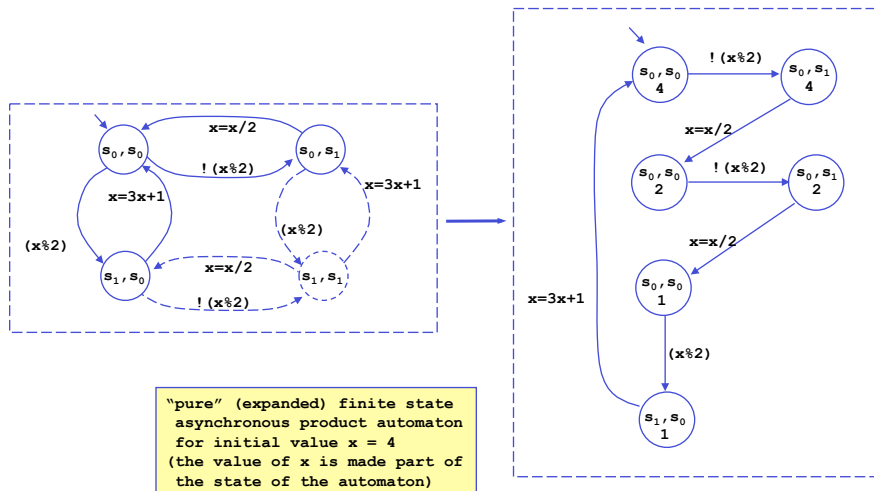 x=x/2
s0,s0
s0,s1
!(x%2)
x=3x+1
x=3x+1
(x%2)
(x%2)
x=x/2
s1,s0
s1,s1
!(x%2)
"pure" (expanded) finite state
asynchronous product automaton
for initial value x = 4
(the value of x is made part of
the state of the automaton)
s0,s0
4
!(x%2)
s0,s1
4
x=x/2
s0,s0
2
!(x%2)
s0,s1
2
x=x/2
s0,s0
1
x=3x+1
(x%2)
s1,s0
1